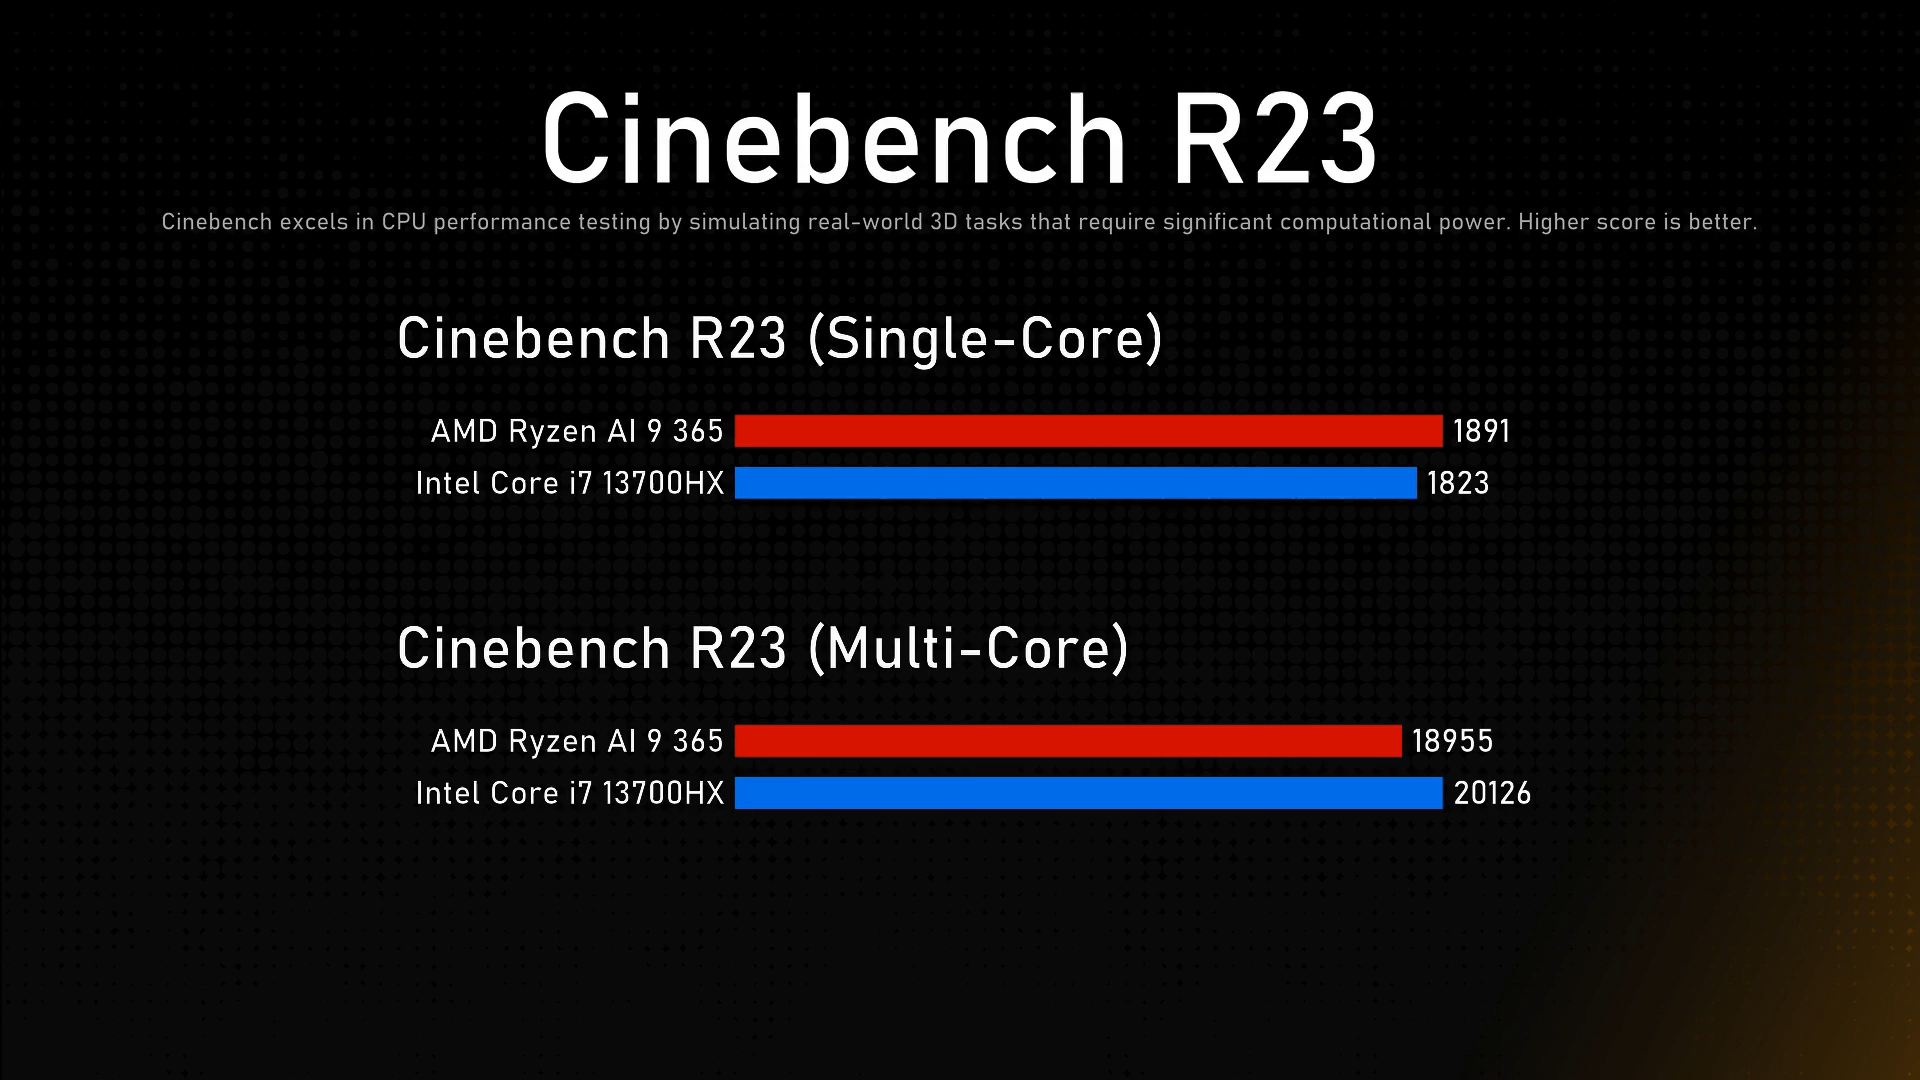 Cinebench R23
Cinebench excels in CPU performance testing by simulating real-world 3D tasks that require significant computational power. Higher score is better.
Cinebench R23 (Single-Core)
AMD Ryzen AI 9 365 1891
Intel Core i7 13700HX 1823
Cinebench R23 (Multi-Core)
AMD Ryzen AI 9 365 18955
Intel Core i7 13700HX 20126